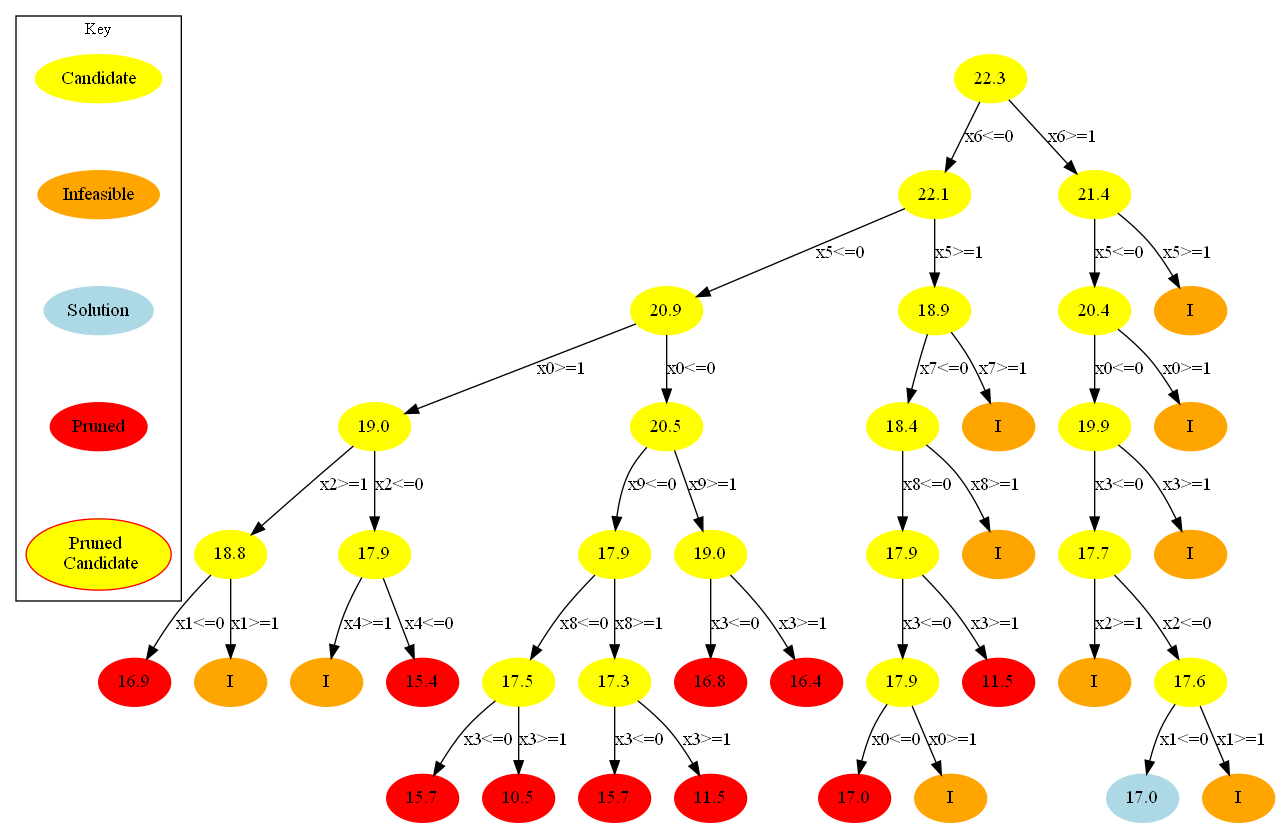 Key
Candidate
22.3
x6<=0
x6>=1
Infeasible
22.1
21.4
x5<=0
x5>=1
x5<=0
x5>=1
Solution
20.9
18.9
20.4
I
x0>=1
x0<=0
x7<=0
x7>=1
x0<=0
x0>=1
Pruned
19.0
20.5
18.4
I
19.9
I
x2>=1
x2<=0
x9<=0
x9>=1
x8<=0
x8>=1
x3<=0
x3>=1
Pruned
Candidate
18.8
17.9
17.9
19.0
17.9
I
17.7
I
x1<=0
x1>=1
x4>=1
x4<=0
x8<=0
x8>=1
x3<=0
x3>=1
x3<=0
x3>=1
x2>=1
x2<=0
16.9
I
I
15.4
17.5
17.3
16.8
16.4
17.9
11.5
I
17.6
x3<=0
x3>=1
x3<=0
x3>=1
x0<=0
x0>=1
x1<=0
x1>=1
15.7
10.5
15.7
11.5
17.0
I
17.0
I